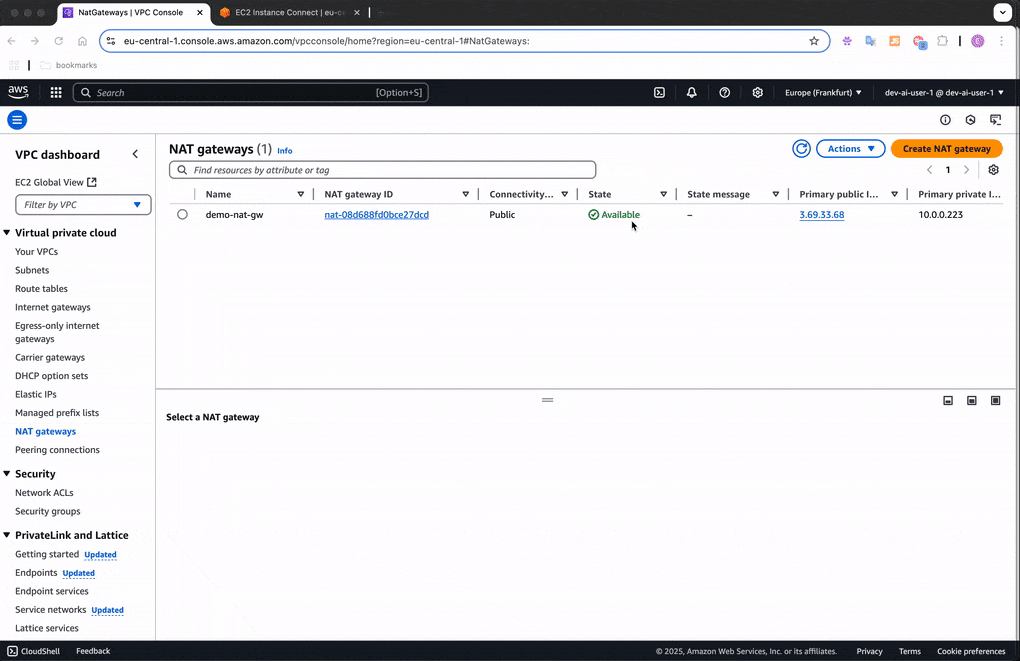 NatGateways | VPC Console
EC2 Instance Connect | eu-c
eu-central-1.console.aws.amazon.com/vpcconsole/home?region=eu-central-1#NatGateways:
bookmarks
aws
Search
[Option+S]
Europe (Frankfurt)
dev-ai-user-1 @ dev-ai-user-1
VPC dashboard
EC2 Global View
Filter by VPC
Virtual private cloud
Your VPCs
Subnets
Route tables
Internet gateways
Egress-only internet
gateways
Carrier gateways
DHCP option sets
Elastic IPs
Managed prefix lists
NAT gateways
Peering connections
Security
Network ACLs
Security groups
PrivateLink and Lattice
Getting started Updated
Endpoints Updated
Endpoint services
Service networks Updated
Lattice services
NAT gateways (1) Info
Actions
Create NAT gateway
Find resources by attribute or tag
1
Name NAT gateway ID Connectivity... State State message Primary public I... Primary private I...
demo-nat-gw nat-08d688fd0bce27dcd Public Available – 3.69.33.68 10.0.0.223
Select a NAT gateway
CloudShell Feedback © 2025, Amazon Web Services, Inc. or its affiliates. Privacy Terms Cookie preferences